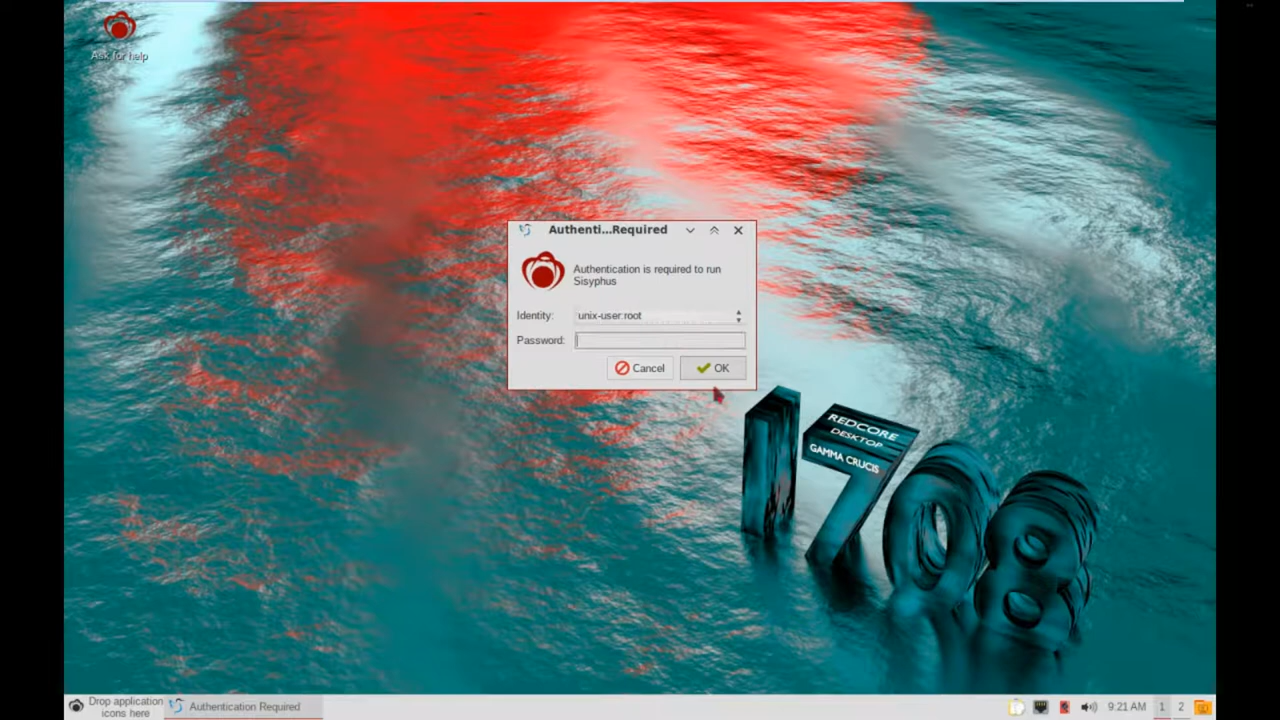 Ask for help
Authenti...Required
Authentication is required to run
Sisyphus
Identity:
unix-user:root
Password:
Cancel
OK
REDCORE
DESKTOP
GAMMA CRUCIS
1708
Drop application
icons here
Authentication Required
9:21 AM
1
2